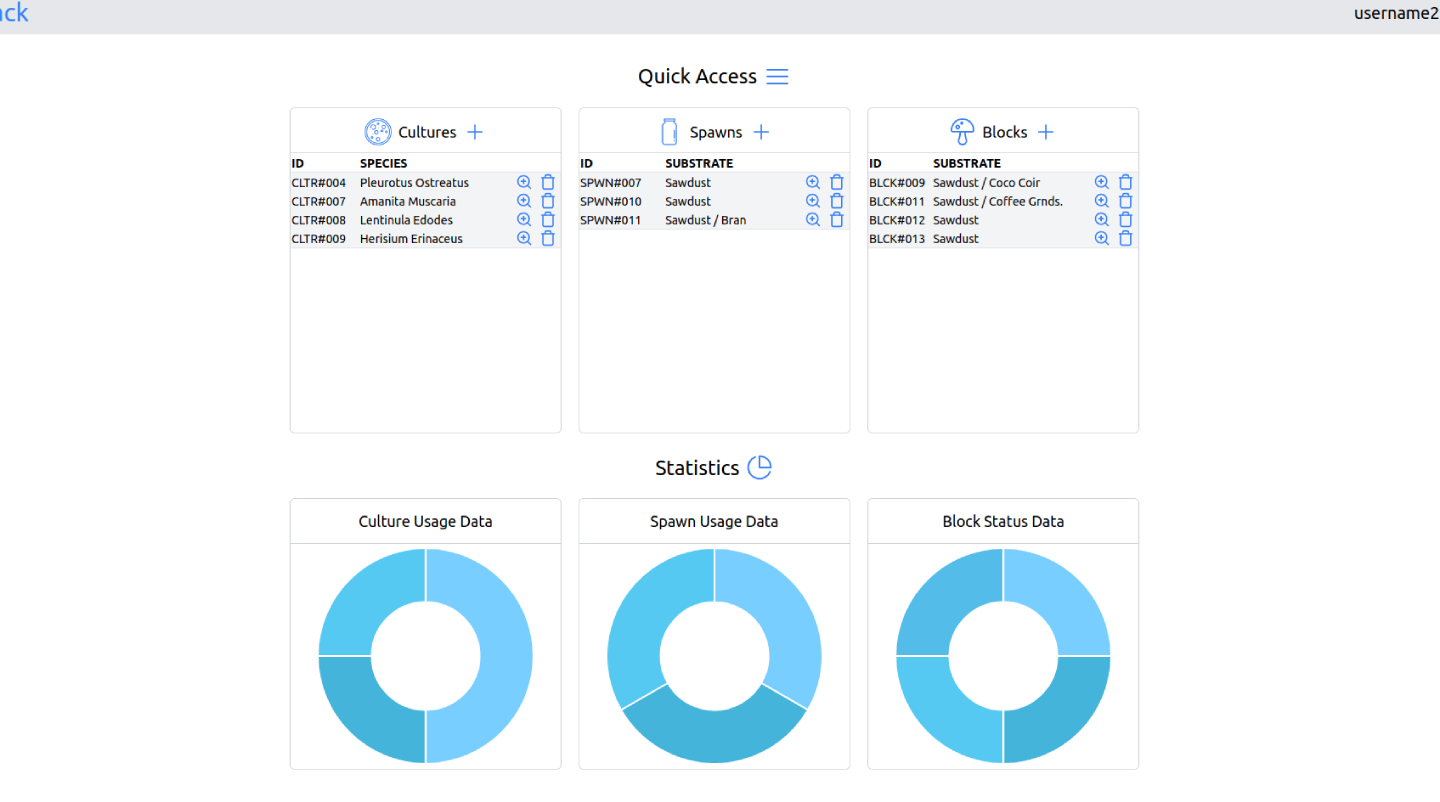 username2
Quick Access
Cultures
ID SPECIES
CLTR#004 Pleurotus Ostreatus
CLTR#007 Amanita Muscaria
CLTR#008 Lentinula Edodes
CLTR#009 Herisium Erinaceus
Spawns
ID SUBSTRATE
SPWN#007 Sawdust
SPWN#010 Sawdust
SPWN#011 Sawdust / Bran
Blocks
ID SUBSTRATE
BLCK#009 Sawdust / Coco Coir
BLCK#011 Sawdust / Coffee Grnds.
BLCK#012 Sawdust
BLCK#013 Sawdust
Statistics
Culture Usage Data
Spawn Usage Data
Block Status Data